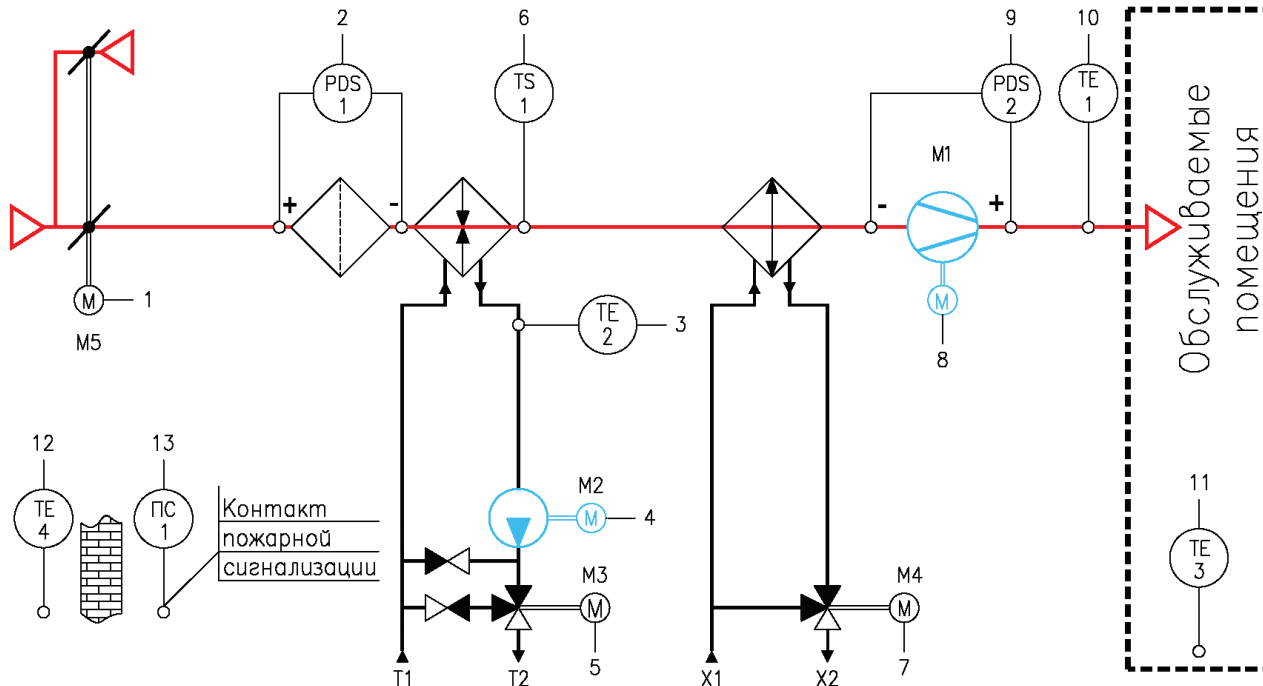 2
6
9
10
PDS
1
TS
1
PDS
2
TE
1
M1
+
-
-
+
M
1
M5
TE
2
3
M
8
Обслуживаемые
помещения
12
13
TE
4
ПС
1
Контакт
пожарной
сигнализации
M2
M
4
M3
M
5
M4
M
7
11
TE
3
T1
T2
X1
X2